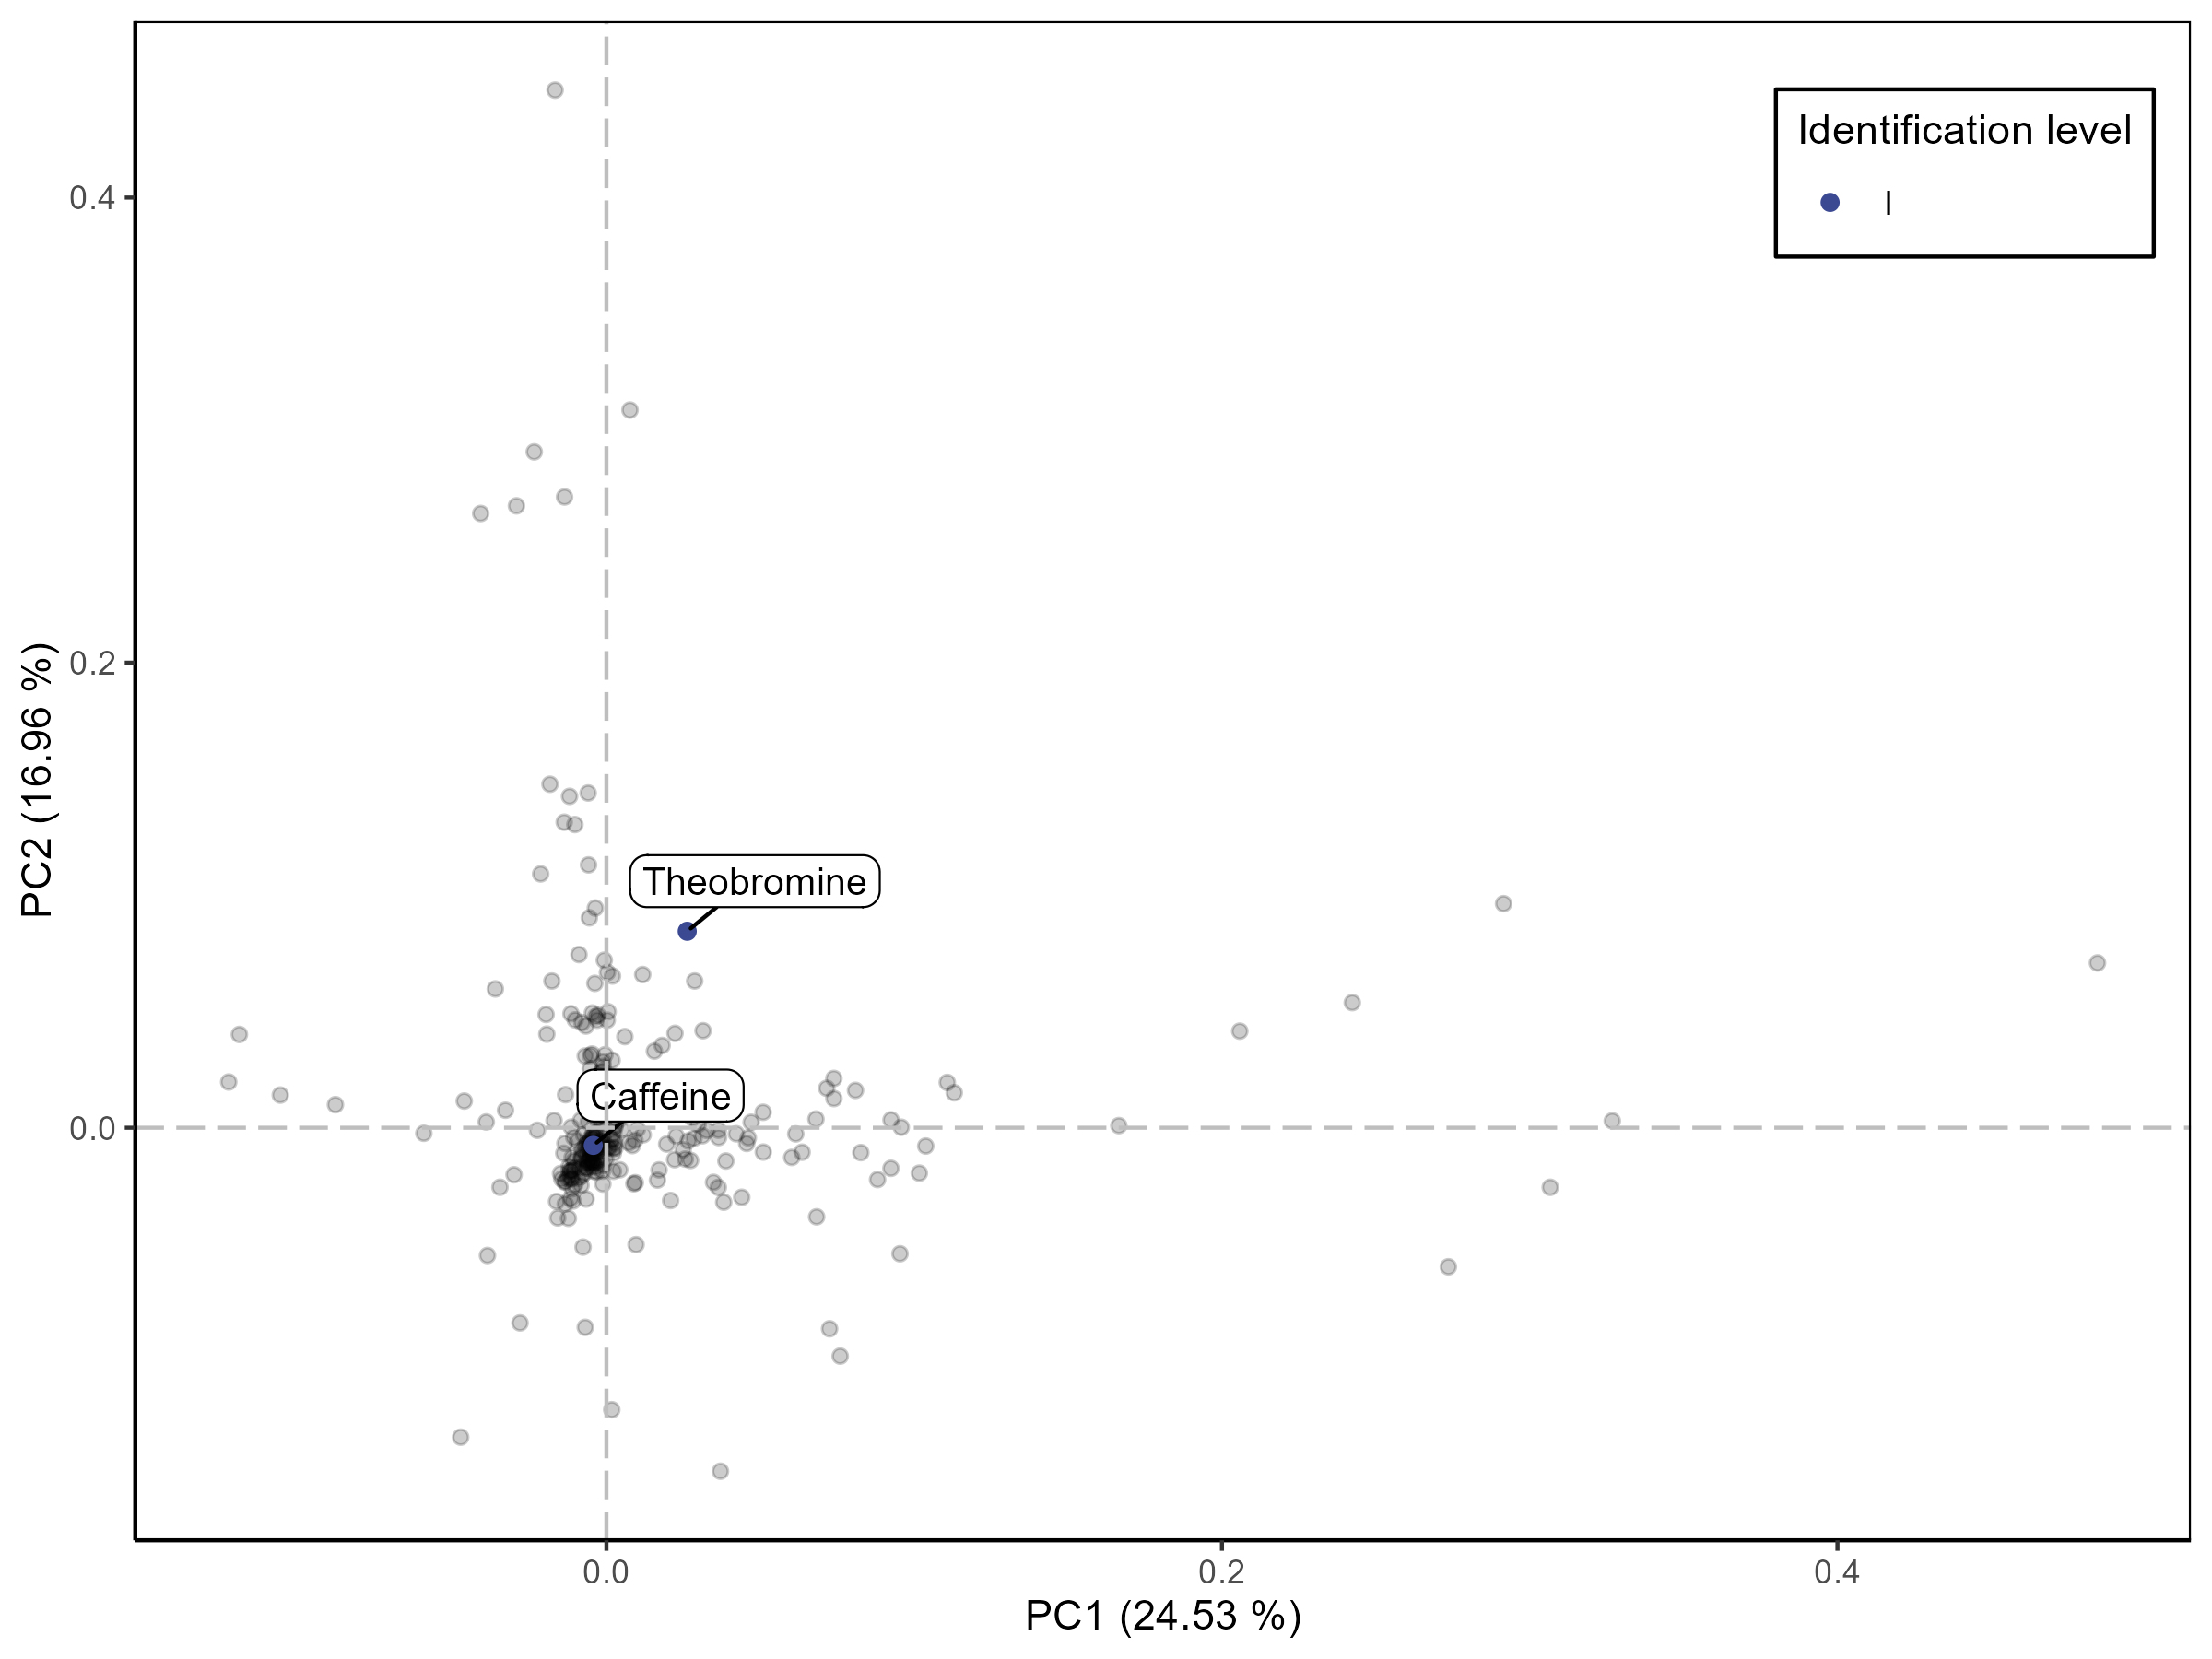 Identification level
I
0.4
0.2
0.0
PC2 (16.96 %)
Theobromine
Caffeine
0.0
0.2
0.4
PC1 (24.53 %)